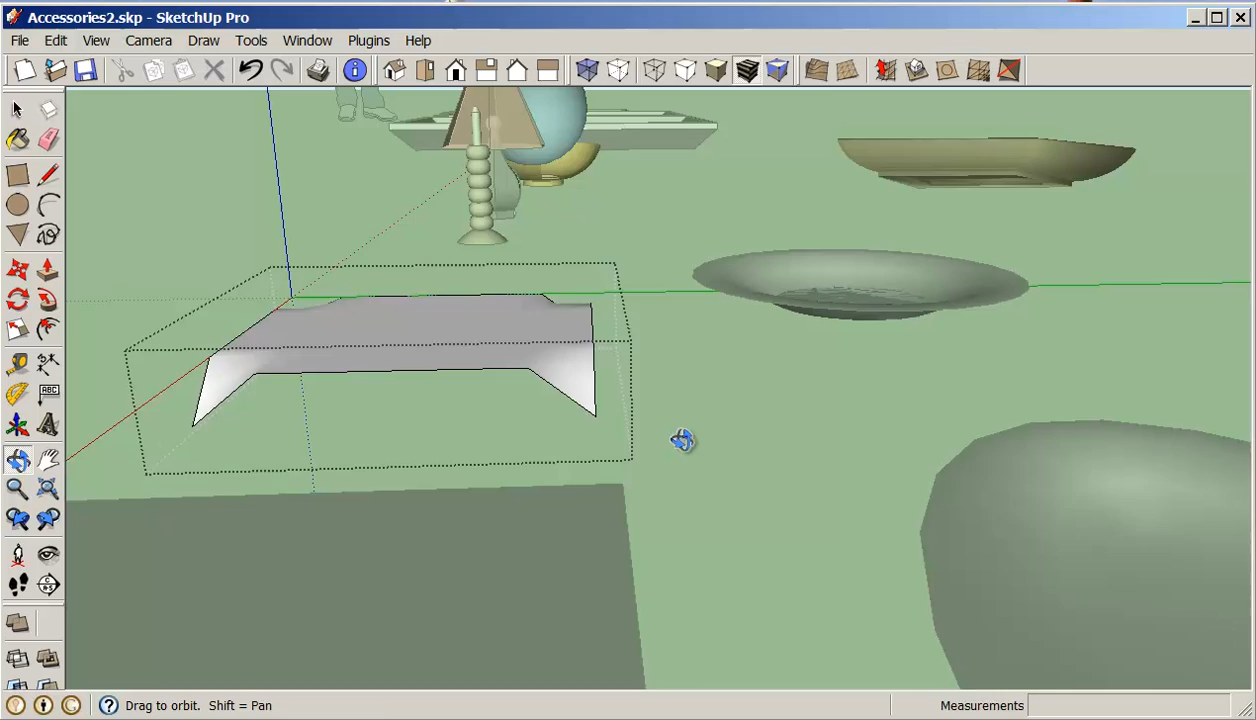 Accessories2.skp - SketchUp Pro
File Edit View Camera Draw Tools Window Plugins Help
ABC
Drag to orbit. Shift = Pan
Measurements